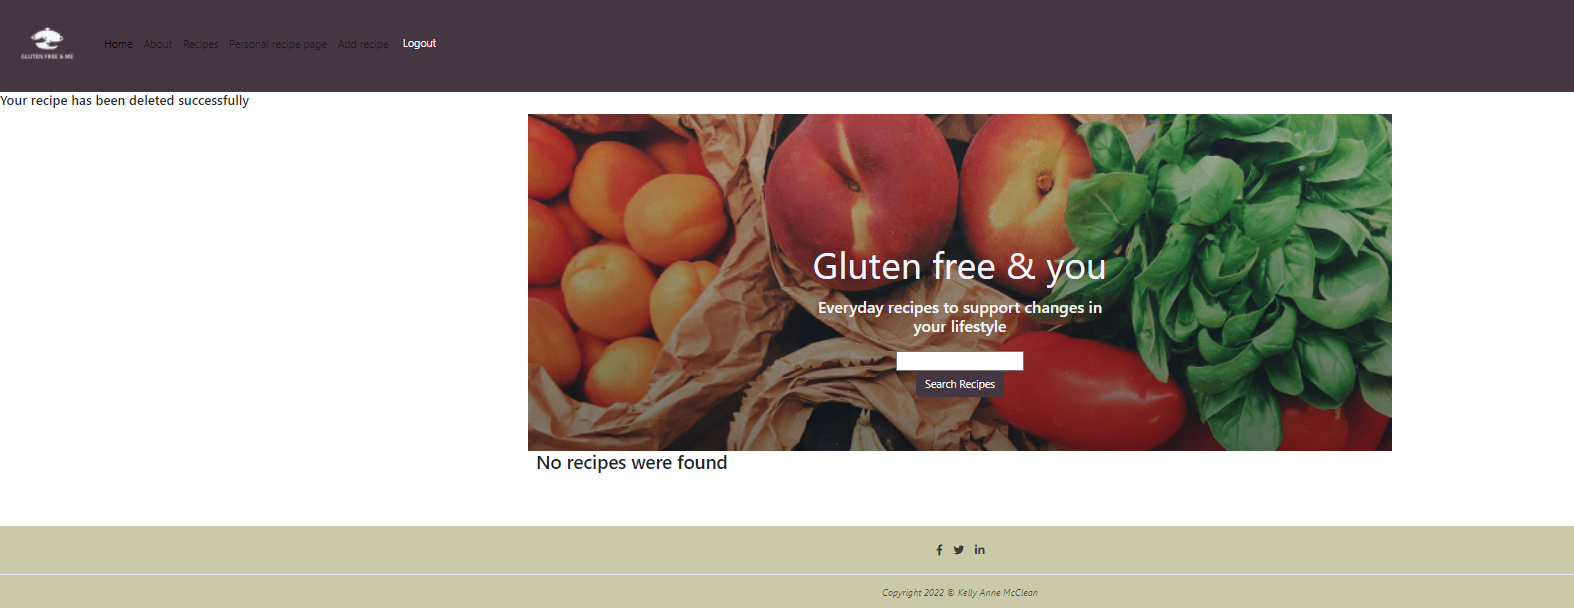 GLUTEN FREE & ME
Home About Recipes Personal recipe page Add recipe Logout
Your recipe has been deleted successfully
Gluten free & you
Everyday recipes to support changes in
your lifestyle
Search Recipes
No recipes were found
Copyright 2022 © Kelly Anne McClean